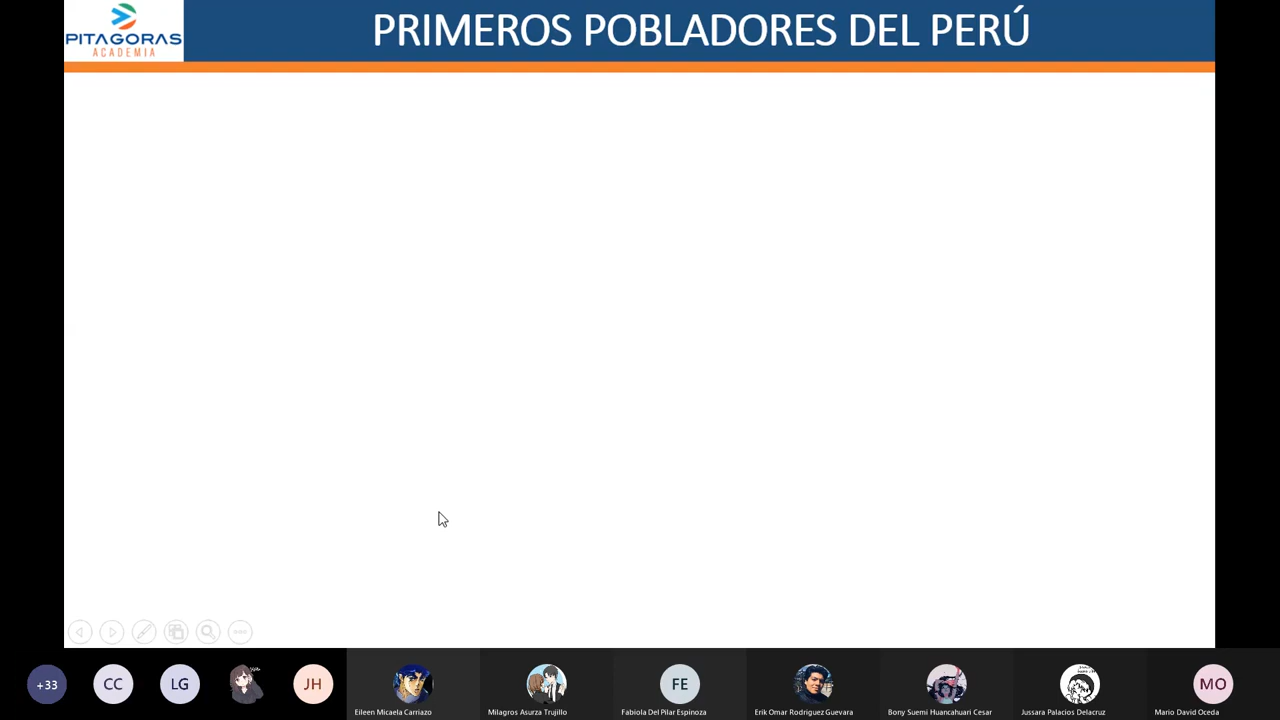 PITAGORAS
ACADEMIA
PRIMEROS POBLADORES DEL PERÚ
+33
CC
LG
JH
FE
MO
Eileen Micaela Carriazo
Milagros Asurza Trujillo
Fabiola Del Pilar Espinoza
Erik Omar Rodriguez Guevara
Bony Suemi Huancahuari Cesar
Jussara Palacios Delacruz
Mario David Oceda